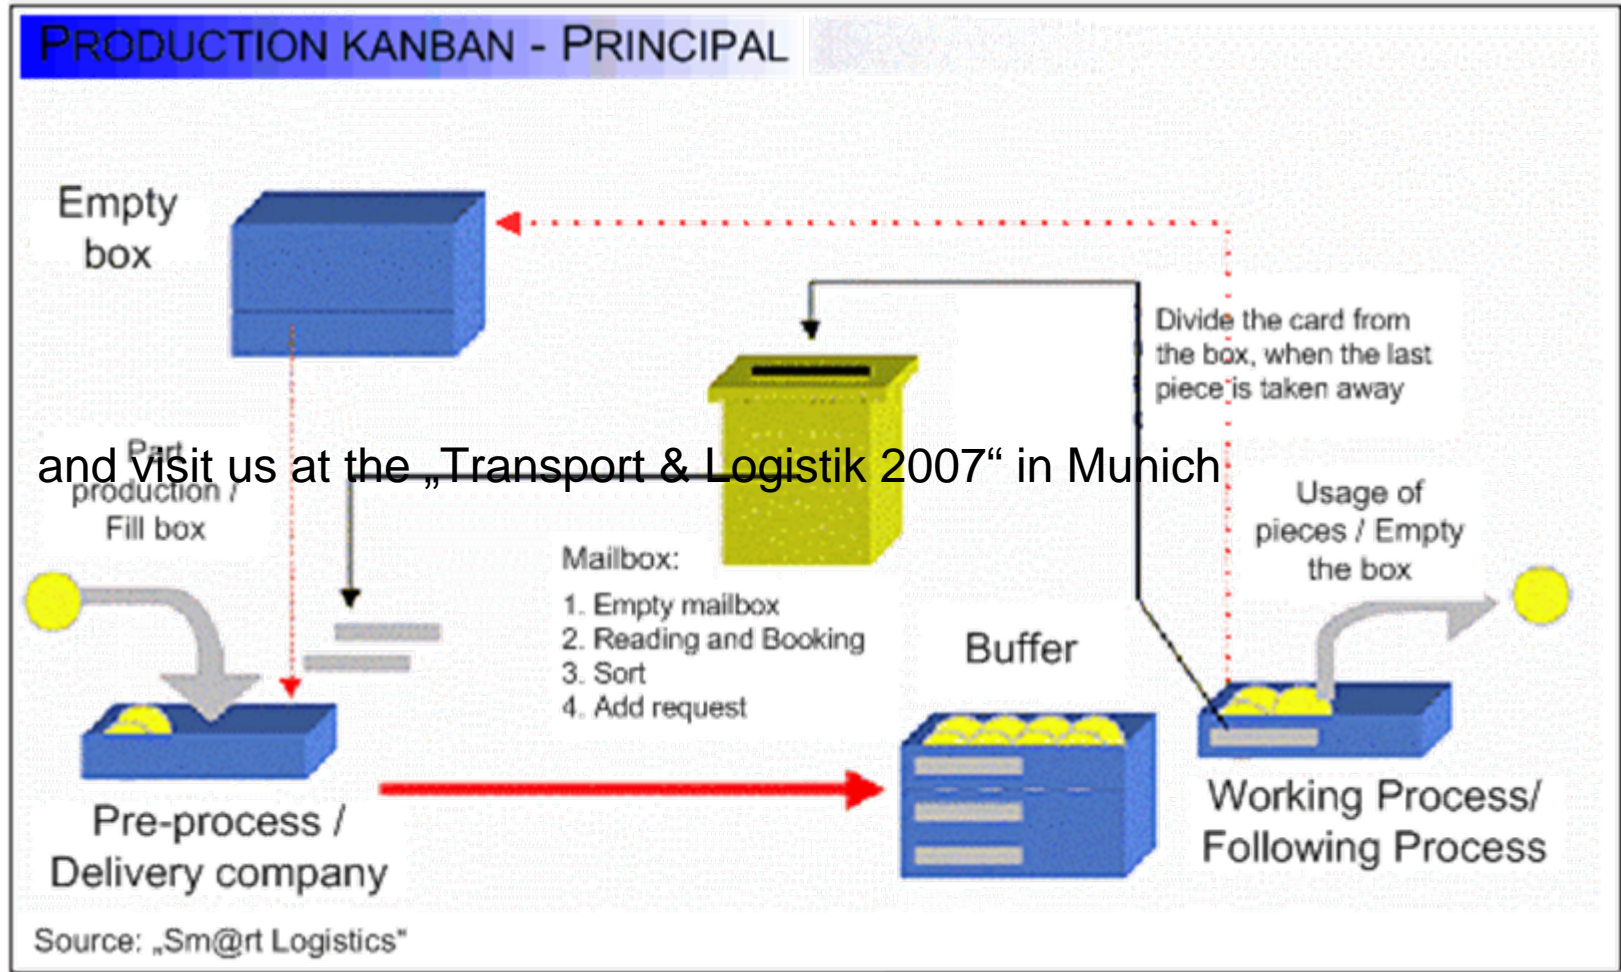 PRODUCTION KANBAN - PRINCIPAL
Empty
box
Divide the card from
the box, when the last
piece is taken away
Part
production /
Fill box
and visit us at the „Transport & Logistik 2007“ in Munich
Usage of
pieces / Empty
the box
Mailbox:
1. Empty mailbox
2. Reading and Booking
3. Sort
4. Add request
Buffer
Pre-process /
Delivery company
Working Process/
Following Process
Source: „Sm@rt Logistics“